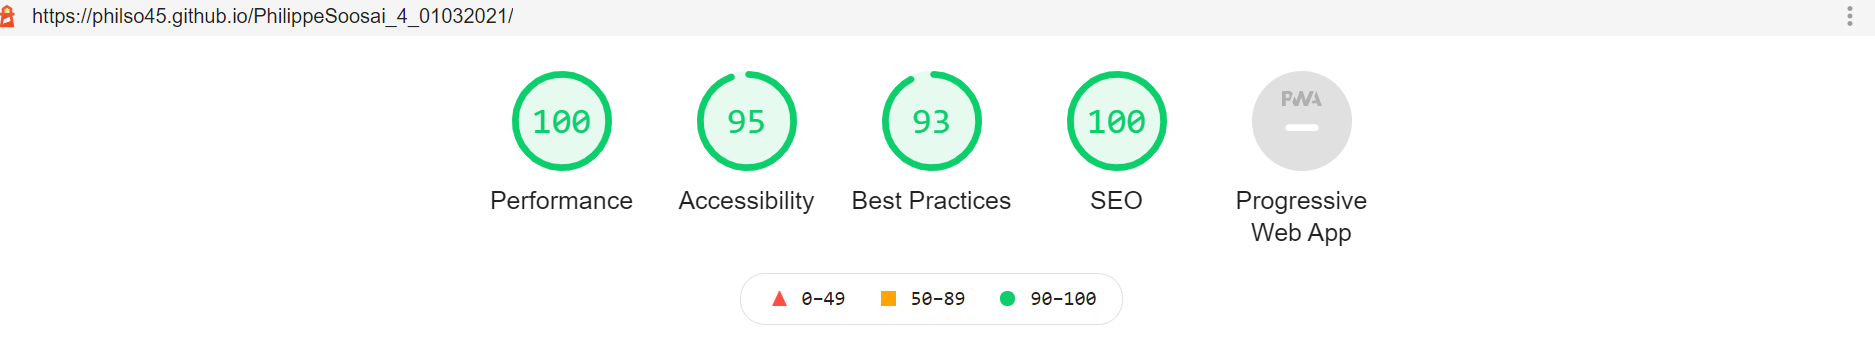 https://philso45.github.io/PhilippeSoosai_4_01032021/
100 95 93 100 PWA
Performance Accessibility Best Practices SEO Progressive
Web App
0–49 50–89 90–100